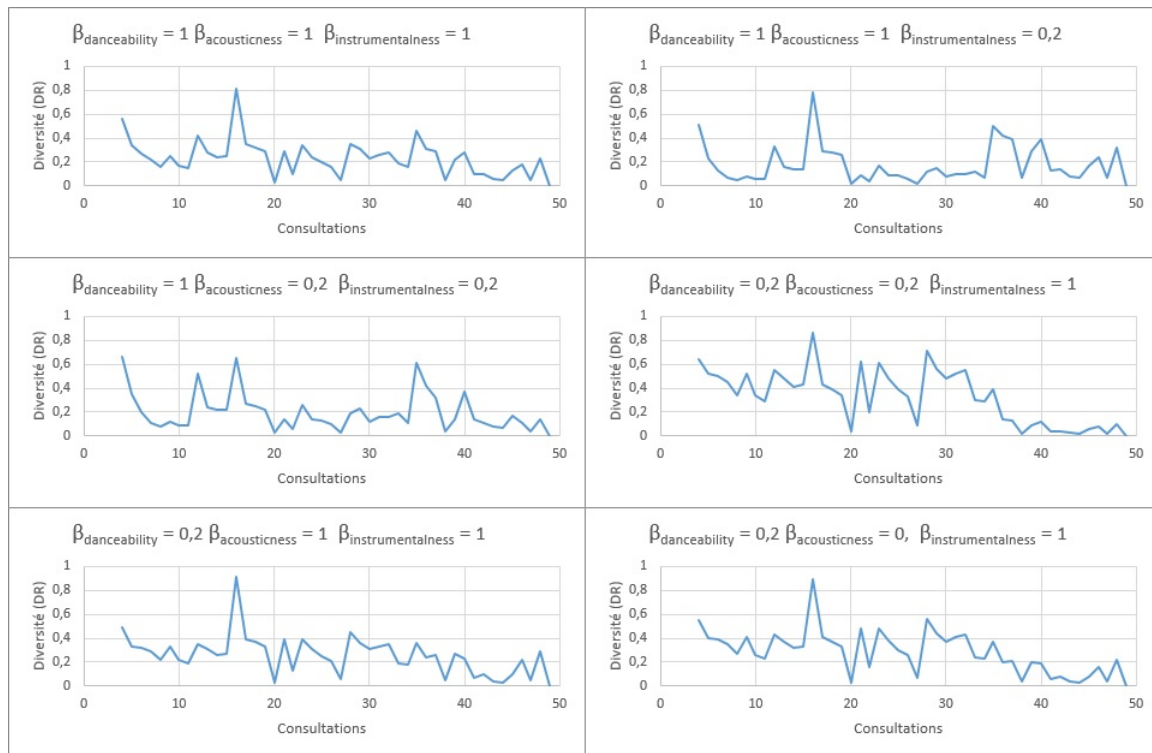 βdanceability = 1 βacousticness = 1 βinstrumentalness = 1
1
0,8
0,6
0,4
0,2
0
Diversité (DR)
0 10 20 30 40 50
Consultations
βdanceability = 1 βacousticness = 1 βinstrumentalness = 0,2
1
0,8
0,6
0,4
0,2
0
Diversité (DR)
0 10 20 30 40 50
Consultations
βdanceability = 1 βacousticness = 0,2 βinstrumentalness = 0,2
1
0,8
0,6
0,4
0,2
0
Diversité (DR)
0 10 20 30 40 50
Consultations
βdanceability = 0,2 βacousticness = 0,2 βinstrumentalness = 1
1
0,8
0,6
0,4
0,2
0
Diversité (DR)
0 10 20 30 40 50
Consultations
βdanceability = 0,2 βacousticness = 1 βinstrumentalness = 1
1
0,8
0,6
0,4
0,2
0
Diversité (DR)
0 10 20 30 40 50
Consultations
βdanceability = 0,2 βacousticness = 0, βinstrumentalness = 1
1
0,8
0,6
0,4
0,2
0
Diversité (DR)
0 10 20 30 40 50
Consultations